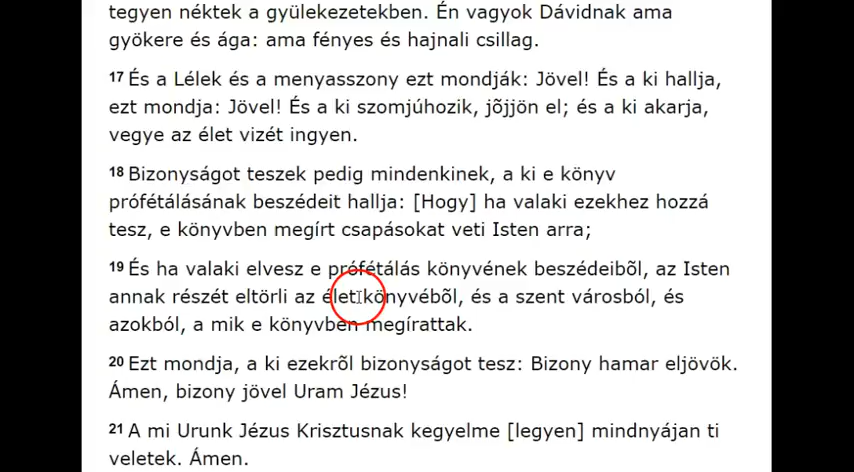 tegyen néktek a gyülekezetekben. Én vagyok Dávidnak ama
gyökere és ága: ama fényes és hajnali csillag.
17 És a Lélek és a menyasszony ezt mondják: Jövel! És a ki hallja,
ezt mondja: Jövel! És a ki szomjúhozik, jõjjön el; és a ki akarja,
vegye az élet vizét ingyen.
18 Bizonyságot teszek pedig mindenkinek, a ki e könyv
prófétálásának beszédeit hallja: [Hogy] ha valaki ezekhez hozzá
tesz, e könyvben megírt csapásokat veti Isten arra;
19 És ha valaki elvesz e prófétálás könyvének beszédeibõl, az Isten
annak részét eltörli az élet könyvébõl, és a szent városból, és
azokból, a mik e könyvben megírattak.
20 Ezt mondja, a ki ezekrõl bizonyságot tesz: Bizony hamar eljövök.
Ámen, bizony jövel Uram Jézus!
21 A mi Urunk Jézus Krisztusnak kegyelme [legyen] mindnyájan ti
veletek. Ámen.